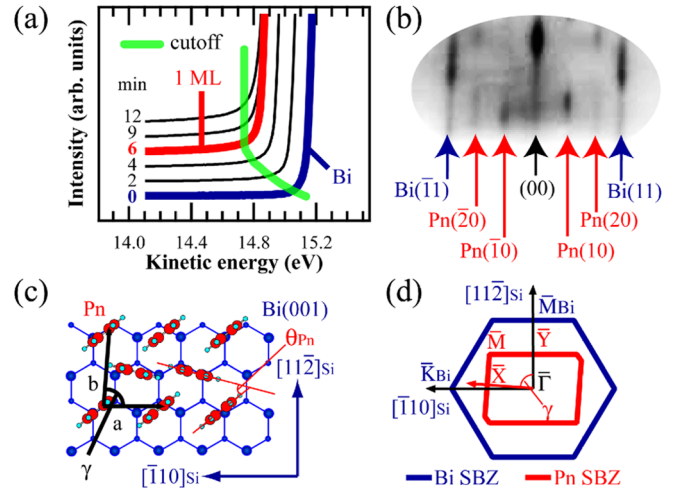 (a)
Intensity (arb. units)
cutoff
min
1 ML
12
9
6
4
2
0
Bi
14.0 14.4 14.8 15.2
Kinetic energy (eV)
(b)
Bi(1̅1) (00) Bi(11)
Pn(2̅0) Pn(20)
Pn(1̅0) Pn(10)
(c)
Pn Bi(001)
θPn
[112̅]Si
b
a
γ
[1̅10]Si
(d)
[112̅]Si
M̅Bi
M̅ Y̅
K̅Bi X̅ Γ̅
[1̅10]Si γ
Bi SBZ Pn SBZ